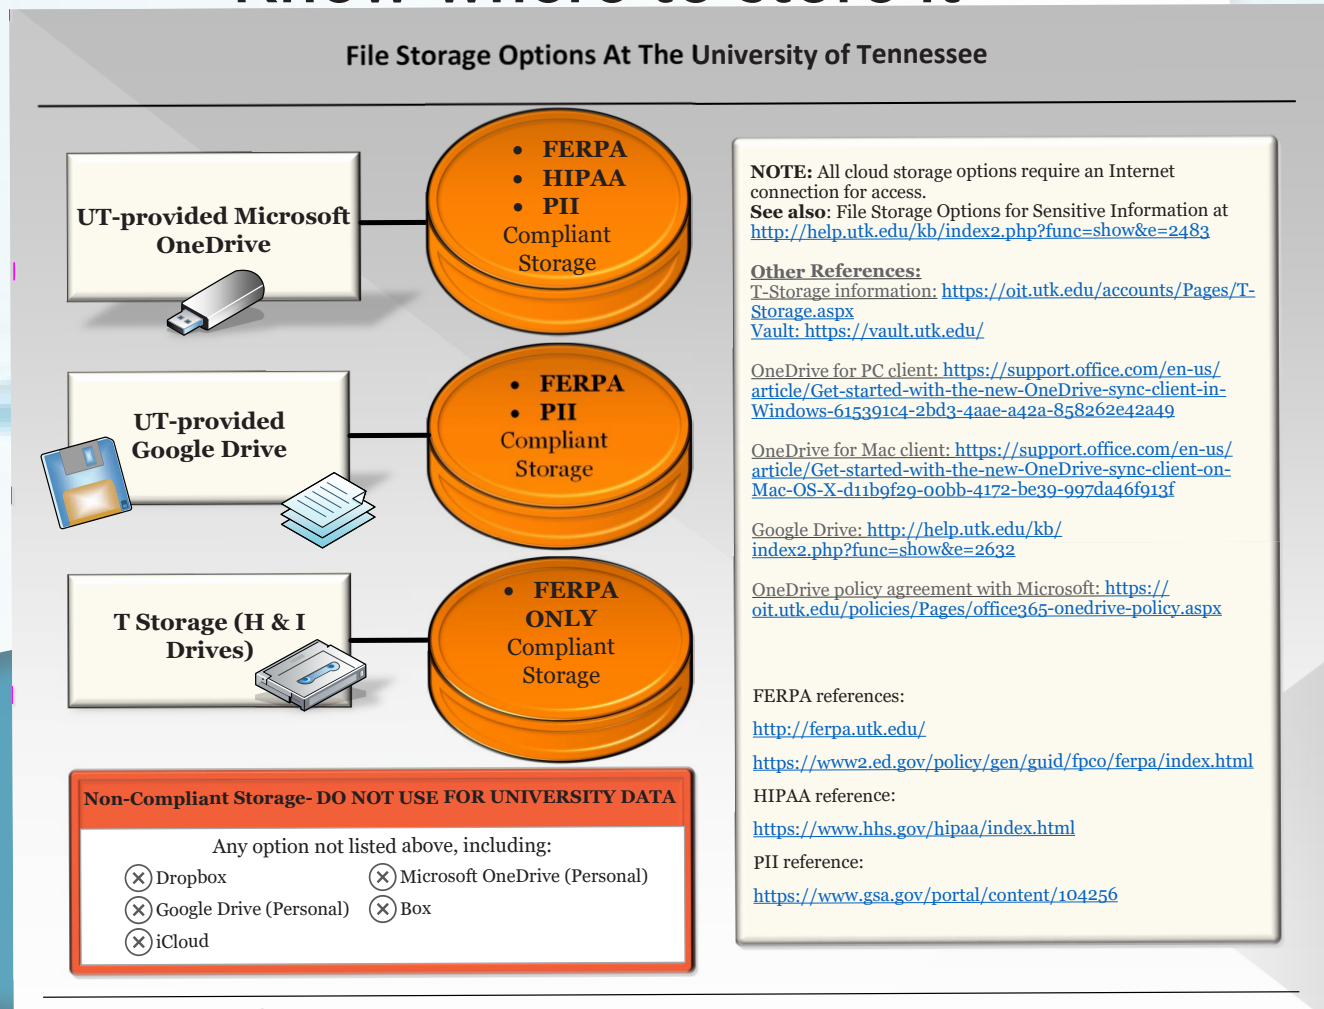 Know where to store it
File Storage Options At The University of Tennessee
UT-provided Microsoft
OneDrive
• FERPA
• HIPAA
• PII
Compliant
Storage
UT-provided
Google Drive
• FERPA
• PII
Compliant
Storage
T Storage (H & I
Drives)
• FERPA
ONLY
Compliant
Storage
Non-Compliant Storage- DO NOT USE FOR UNIVERSITY DATA
Any option not listed above, including:
Dropbox
Google Drive (Personal)
iCloud
Microsoft OneDrive (Personal)
Box
NOTE: All cloud storage options require an Internet
connection for access.
See also: File Storage Options for Sensitive Information at
http://help.utk.edu/kb/index2.php?func=show&e=2483
Other References:
T-Storage information: https://oit.utk.edu/accounts/Pages/T-
Storage.aspx
Vault: https://vault.utk.edu/
OneDrive for PC client: https://support.office.com/en-us/
article/Get-started-with-the-new-OneDrive-sync-client-in-
Windows-615391c4-2bd3-4aae-a42a-858262e42a49
OneDrive for Mac client: https://support.office.com/en-us/
article/Get-started-with-the-new-OneDrive-sync-client-on-
Mac-OS-X-d11b9f29-00bb-4172-be39-997da46f913f
Google Drive: http://help.utk.edu/kb/
index2.php?func=show&e=2632
OneDrive policy agreement with Microsoft: https://
oit.utk.edu/policies/Pages/office365-onedrive-policy.aspx
FERPA references:
http://ferpa.utk.edu/
https://www2.ed.gov/policy/gen/guid/fpco/ferpa/index.html
HIPAA reference:
https://www.hhs.gov/hipaa/index.html
PII reference:
https://www.gsa.gov/portal/content/104256